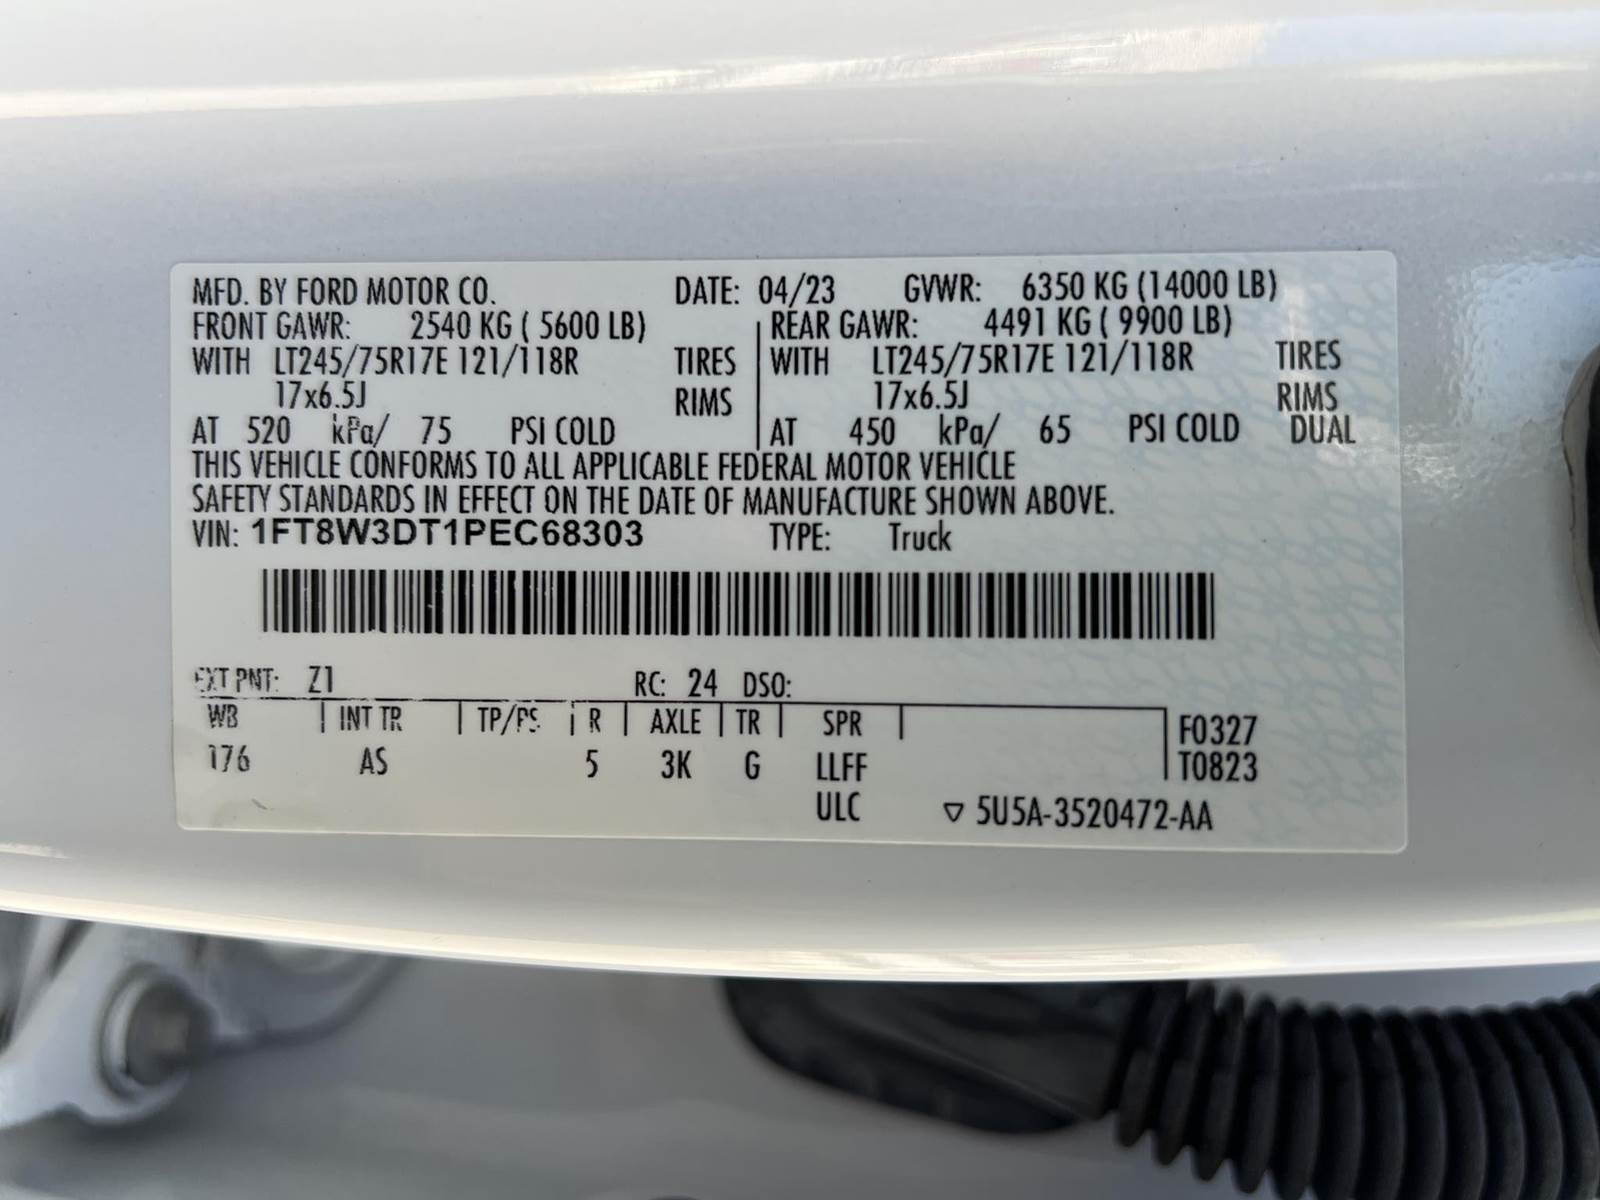 MFD. BY FORD MOTOR CO. DATE: 04/23 GVWR: 6350 KG (14000 LB)
FRONT GAWR: 2540 KG ( 5600 LB) REAR GAWR: 4491 KG ( 9900 LB)
WITH LT245/75R17E 121/118R TIRES WITH LT245/75R17E 121/118R TIRES
17x6.5J RIMS 17x6.5J RIMS
AT 520 kPa/ 75 PSI COLD AT 450 kPa/ 65 PSI COLD DUAL
THIS VEHICLE CONFORMS TO ALL APPLICABLE FEDERAL MOTOR VEHICLE
SAFETY STANDARDS IN EFFECT ON THE DATE OF MANUFACTURE SHOWN ABOVE.
VIN: 1FT8W3DT1PEC68303 TYPE: Truck
EXT PNT: Z1 RC: 24 DSO:
WB INT TR TP/PS R AXLE TR SPR F0327
176 AS 5 3K G LLFF T0823
ULC ▽ 5U5A-3520472-AA